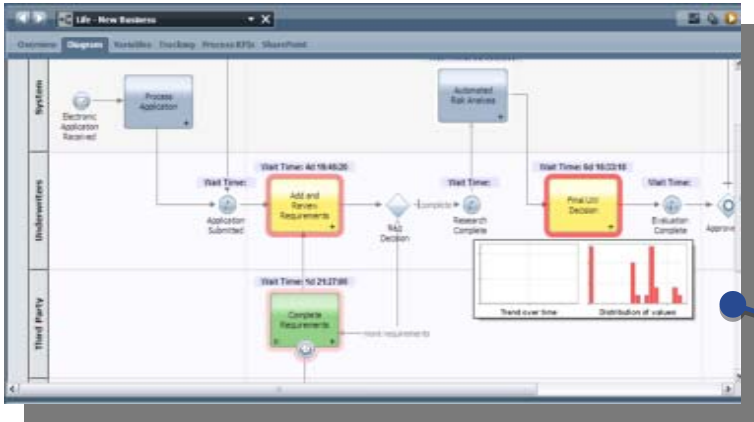 Life - New Business
Overview Diagram Variables Tracking Process KPIs SharePoint
System
Electronic
Application
Received
Process
Application
Automated
Risk Analysis
Underwriters
Wait Time:
Application
Submitted
Wait Time: 4d 16:46:26
Add and
Review
Requirements
Decision
complete
Wait Time:
Research
Complete
Wait Time: 6d 16:33:18
Final U/W
Decision
Wait Time:
Evaluation
Complete
Approve
Third Party
Wait Time: 1d 21:27:08
Complete
Requirements
more requirements
Trend over time
Distribution of values